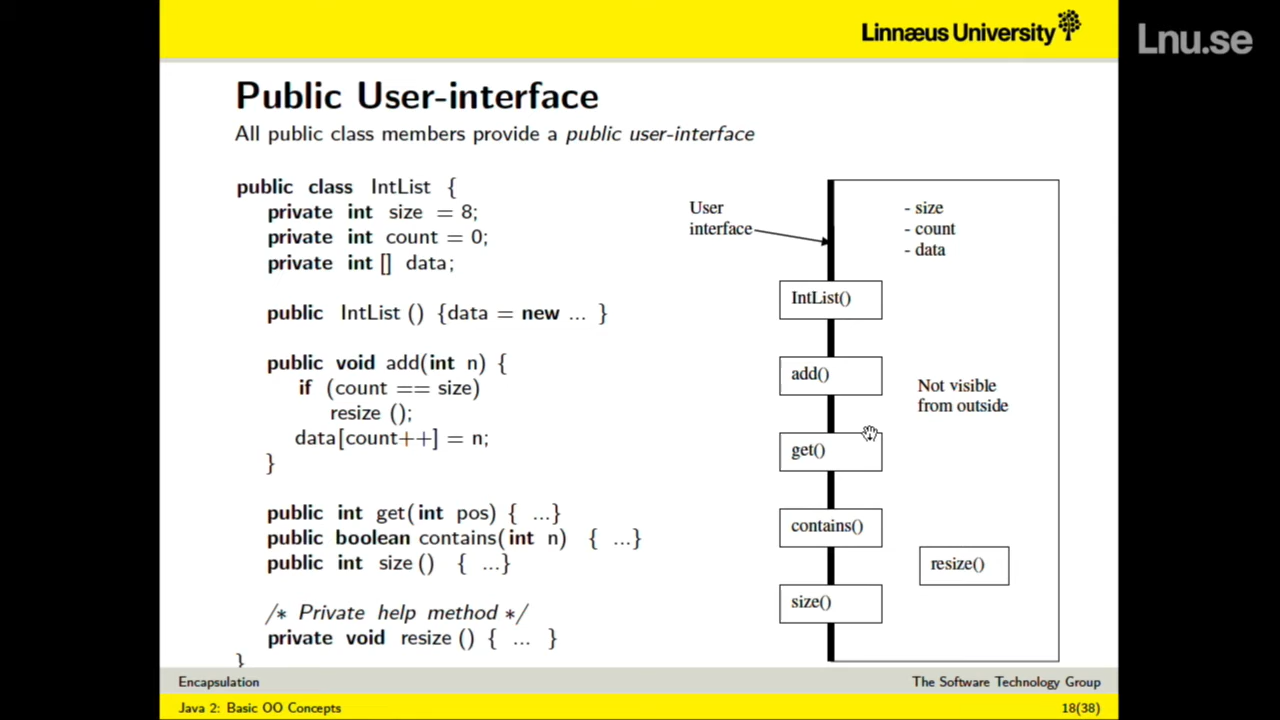 Linnæus University
Lnu.se
Public User-interface
All public class members provide a public user-interface
public class IntList {
private int size = 8;
private int count = 0;
private int [] data;
public IntList () {data = new ... }
public void add(int n) {
if (count == size)
resize ();
data[count++] = n;
}
public int get(int pos) { ...}
public boolean contains(int n) { ...}
public int size () { ...}
/* Private help method */
private void resize () { ... }
}
User
interface
- size
- count
- data
IntList()
add()
Not visible
from outside
get()
contains()
resize()
size()
Encapsulation
The Software Technology Group
Java 2: Basic OO Concepts
18(38)